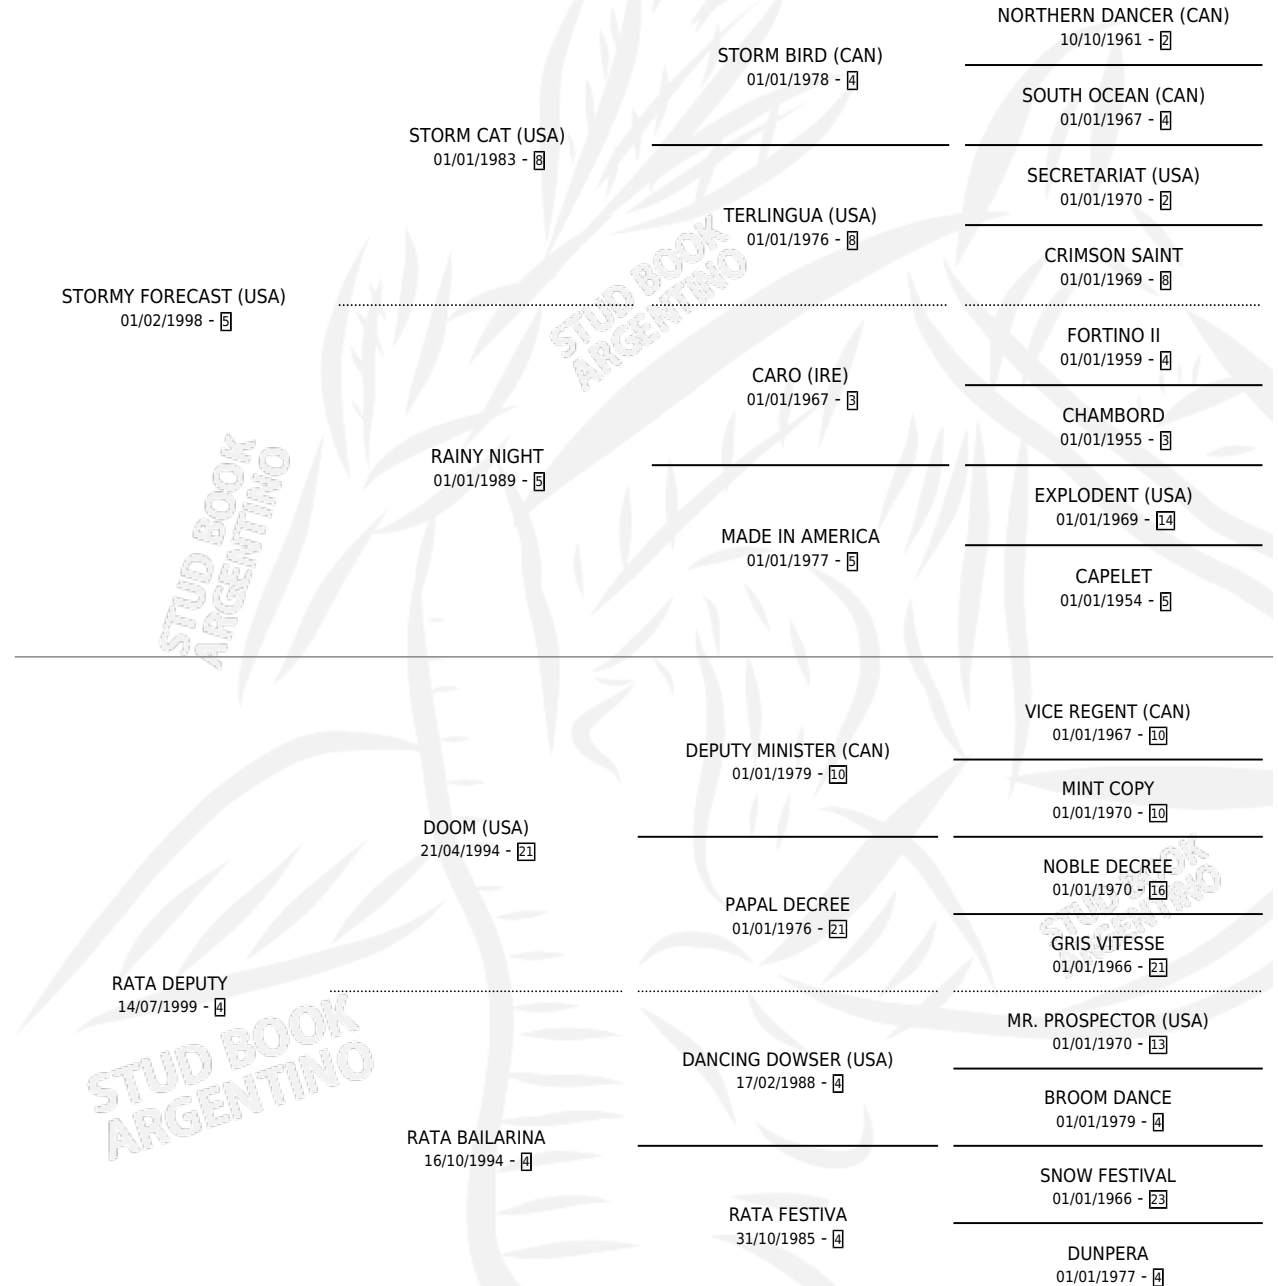 NORTHERN DANCER (CAN)
10/10/1961 - 2
STORM BIRD (CAN)
01/01/1978 - 4
SOUTH OCEAN (CAN)
01/01/1967 - 4
STORM CAT (USA)
01/01/1983 - 8
SECRETARIAT (USA)
01/01/1970 - 2
TERLINGUA (USA)
01/01/1976 - 8
CRIMSON SAINT
01/01/1969 - 8
STORMY FORECAST (USA)
01/02/1998 - 5
FORTINO II
01/01/1959 - 4
CARO (IRE)
01/01/1967 - 3
CHAMBORD
01/01/1955 - 3
RAINY NIGHT
01/01/1989 - 5
EXPLODENT (USA)
01/01/1969 - 14
MADE IN AMERICA
01/01/1977 - 5
CAPELET
01/01/1954 - 5
VICE REGENT (CAN)
01/01/1967 - 10
DEPUTY MINISTER (CAN)
01/01/1979 - 10
MINT COPY
01/01/1970 - 10
DOOM (USA)
21/04/1994 - 21
NOBLE DECREE
01/01/1970 - 16
PAPAL DECREE
01/01/1976 - 21
GRIS VITESSE
01/01/1966 - 21
RATA DEPUTY
14/07/1999 - 4
MR. PROSPECTOR (USA)
01/01/1970 - 13
DANCING DOWSER (USA)
17/02/1988 - 4
BROOM DANCE
01/01/1979 - 4
RATA BAILARINA
16/10/1994 - 4
SNOW FESTIVAL
01/01/1966 - 23
RATA FESTIVA
31/10/1985 - 4
DUNPERA
01/01/1977 - 4
STUD BOOK
ARGENTINO
STUD BOOK
ARGENTINO
STUD BOOK
ARGENTINO
STUD BOOK
ARGENTINO